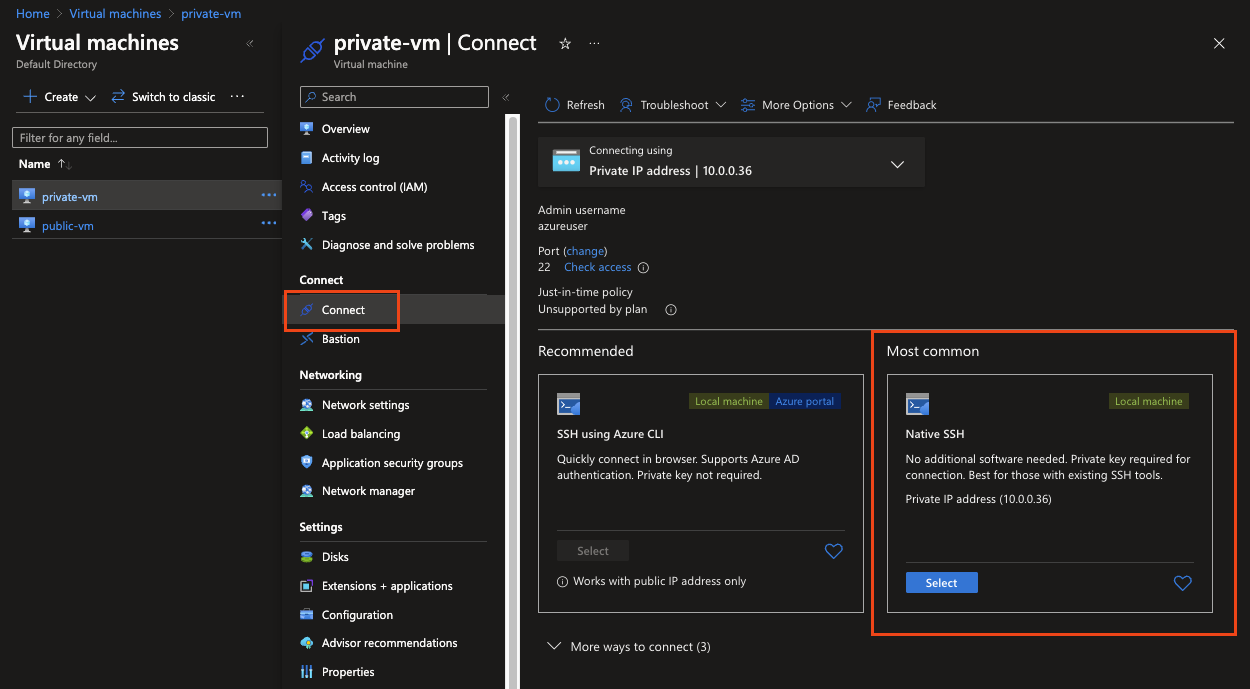 Home > Virtual machines > private-vm
Virtual machines
Default Directory
Create
Switch to classic
Filter for any field...
Name
private-vm
public-vm
private-vm | Connect
Virtual machine
Search
Overview
Activity log
Access control (IAM)
Tags
Diagnose and solve problems
Connect
Connect
Bastion
Networking
Network settings
Load balancing
Application security groups
Network manager
Settings
Disks
Extensions + applications
Configuration
Advisor recommendations
Properties
Refresh
Troubleshoot
More Options
Feedback
Connecting using
Private IP address | 10.0.0.36
Admin username
azureuser
Port (change)
22 Check access
Just-in-time policy
Unsupported by plan
Recommended
Local machine Azure portal
SSH using Azure CLI
Quickly connect in browser. Supports Azure AD
authentication. Private key not required.
Select
Works with public IP address only
Most common
Local machine
Native SSH
No additional software needed. Private key required for
connection. Best for those with existing SSH tools.
Private IP address (10.0.0.36)
Select
More ways to connect (3)